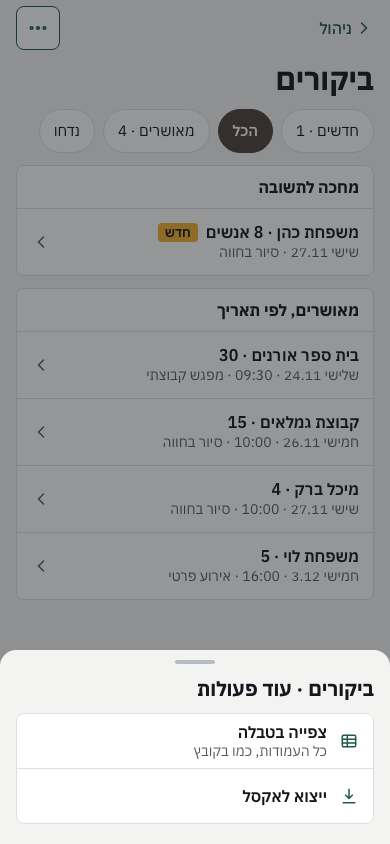 ניהול
ביקורים
חדשים · 1
הכל
מאושרים · 4
נדחו
מחכה לתשובה
משפחת כהן · 8 אנשים חדש
שישי 27.11 · סיור בחווה
מאושרים, לפי תאריך
בית ספר אורנים · 30
שלישי 24.11 · 09:30 · מפגש קבוצתי
קבוצת גמלאים · 15
חמישי 26.11 · 10:00 · סיור בחווה
מיכל ברק · 4
שישי 27.11 · 10:00 · סיור בחווה
משפחת לוי · 5
חמישי 3.12 · 16:00 · אירוע פרטי
ביקורים · עוד פעולות
צפייה בטבלה
כל העמודות, כמו בקובץ
ייצוא לאקסל